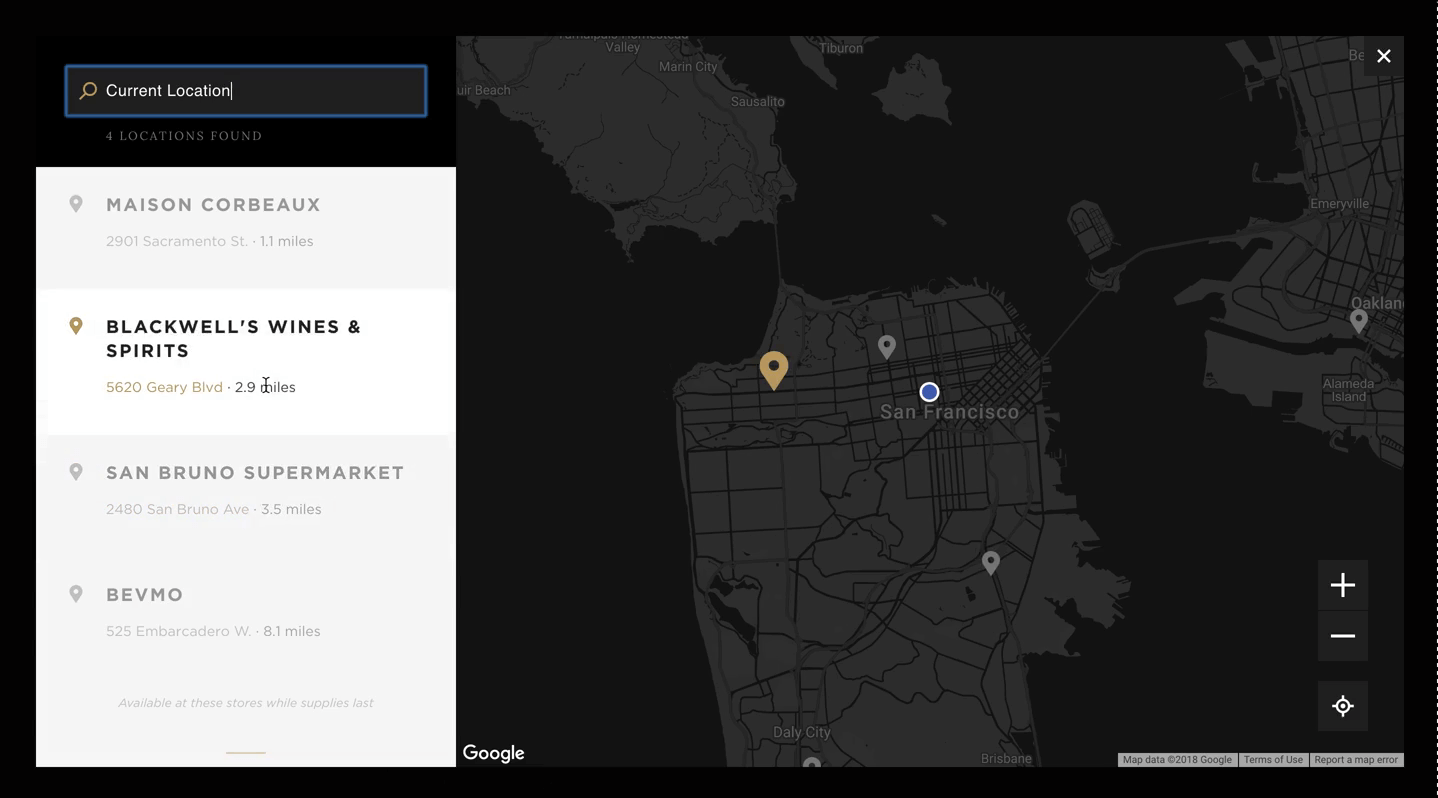 Current Location
4 LOCATIONS FOUND
MAISON CORBEAUX
2901 Sacramento St. · 1.1 miles
BLACKWELL'S WINES &
SPIRITS
5620 Geary Blvd · 2.9 miles
SAN BRUNO SUPERMARKET
2480 San Bruno Ave · 3.5 miles
BEVMO
525 Embarcadero W. · 8.1 miles
Available at these stores while supplies last
Valley
Tiburon
Marin City
uir Beach
Sausalito
Be
Emeryville
Oaklan
Alameda
Island
San Francisco
Daly City
Brisbane
Google
Map data ©2018 Google
Terms of Use
Report a map error